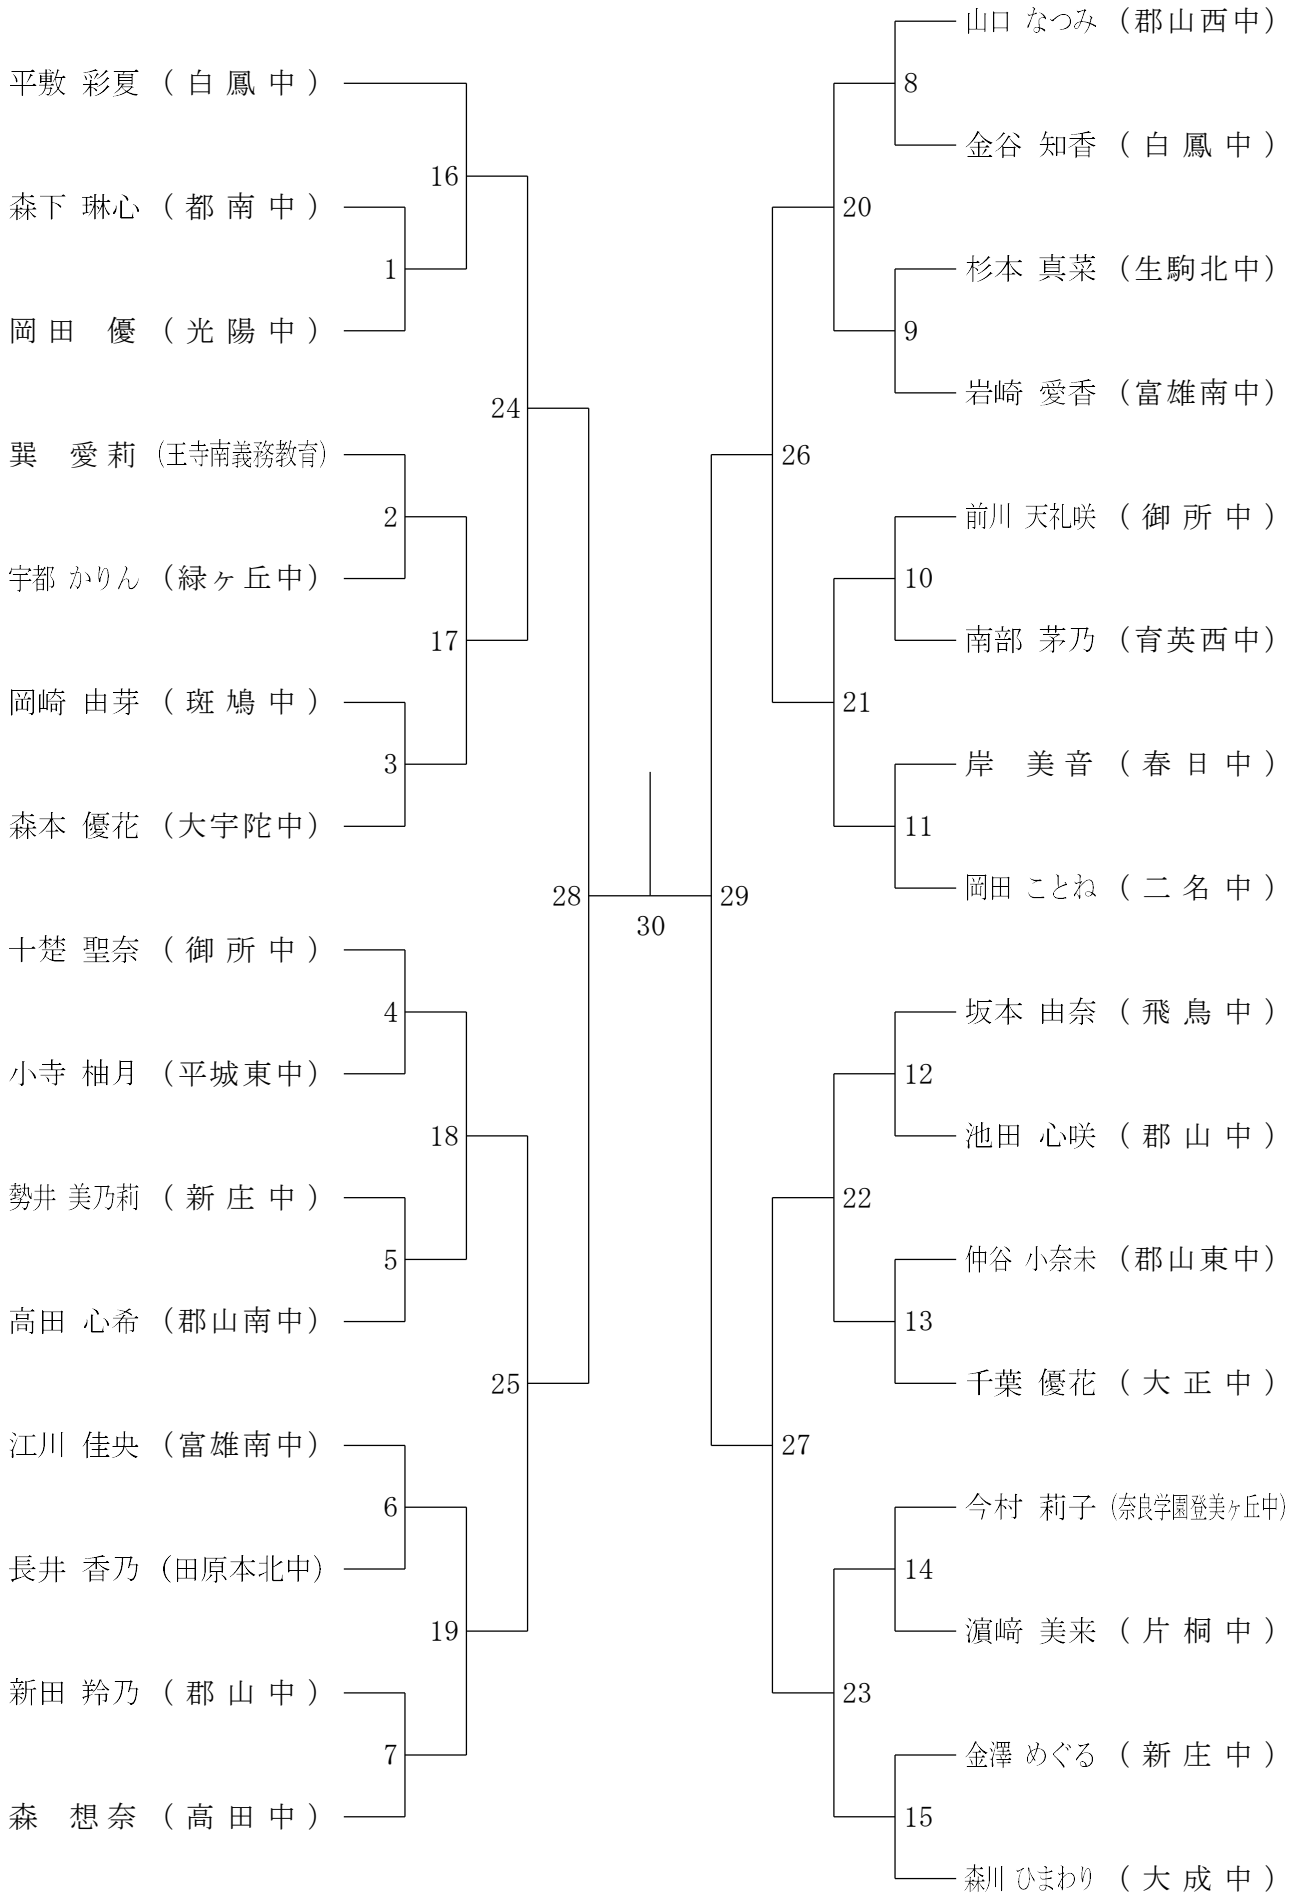 平敷 彩夏 (白鳳中)
森下 琳心 (都南中)
岡田 優 (光陽中)
巽 愛莉 (王寺南義務教育)
宇都 かりん (緑ヶ丘中)
岡崎 由芽 (斑鳩中)
森本 優花 (大宇陀中)
十楚 聖奈 (御所中)
小寺 柚月 (平城東中)
勢井 美乃莉 (新庄中)
高田 心希 (郡山南中)
江川 佳央 (富雄南中)
長井 香乃 (田原本北中)
新田 羚乃 (郡山中)
森 想奈 (高田中)
1
2
3
4
5
6
7
16
17
18
19
24
25
28
30
29
26
27
20
21
22
23
8
9
10
11
12
13
14
15
山口 なつみ (郡山西中)
金谷 知香 (白鳳中)
杉本 真菜 (生駒北中)
岩崎 愛香 (富雄南中)
前川 天礼咲 (御所中)
南部 茅乃 (育英西中)
岸 美音 (春日中)
岡田 ことね (二名中)
坂本 由奈 (飛鳥中)
池田 心咲 (郡山中)
仲谷 小奈未 (郡山東中)
千葉 優花 (大正中)
今村 莉子 (奈良学園登美ヶ丘中)
濵﨑 美来 (片桐中)
金澤 めぐる (新庄中)
森川 ひまわり (大成中)